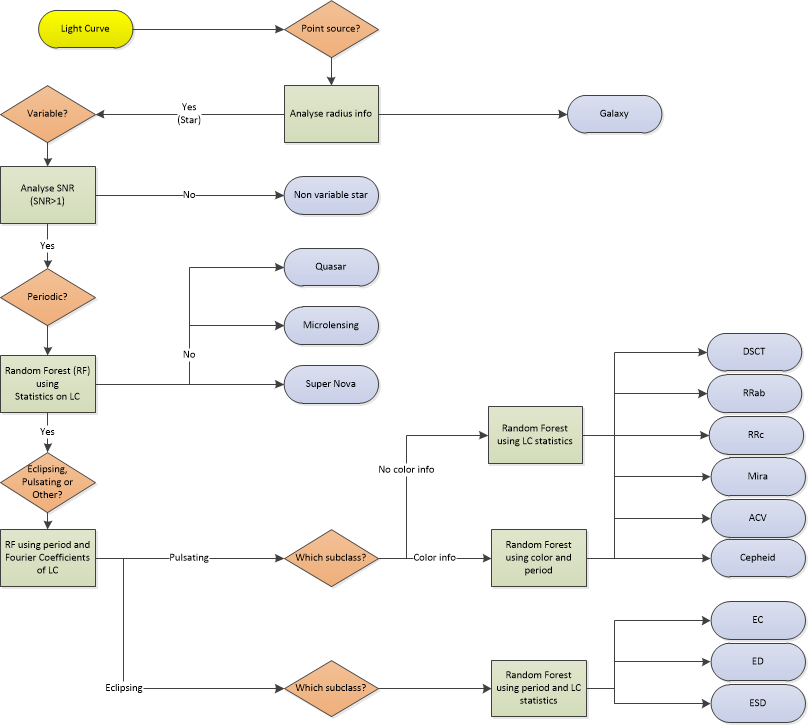 Light Curve
Point source?
Variable?
Yes
(Star)
Analyse radius info
Galaxy
Analyse SNR
(SNR>1)
No
Non variable star
Yes
Quasar
Periodic?
Microlensing
No
Random Forest (RF)
using
Statistics on LC
Super Nova
DSCT
RRab
Yes
Random Forest
using LC statistics
RRc
Eclipsing,
Pulsating or
Other?
No color info
Mira
ACV
RF using period and
Fourier Coefficients
of LC
Pulsating
Which subclass?
Color info
Random Forest
using color and
period
Cepheid
EC
ED
Eclipsing
Which subclass?
Random Forest
using period and LC
statistics
ESD